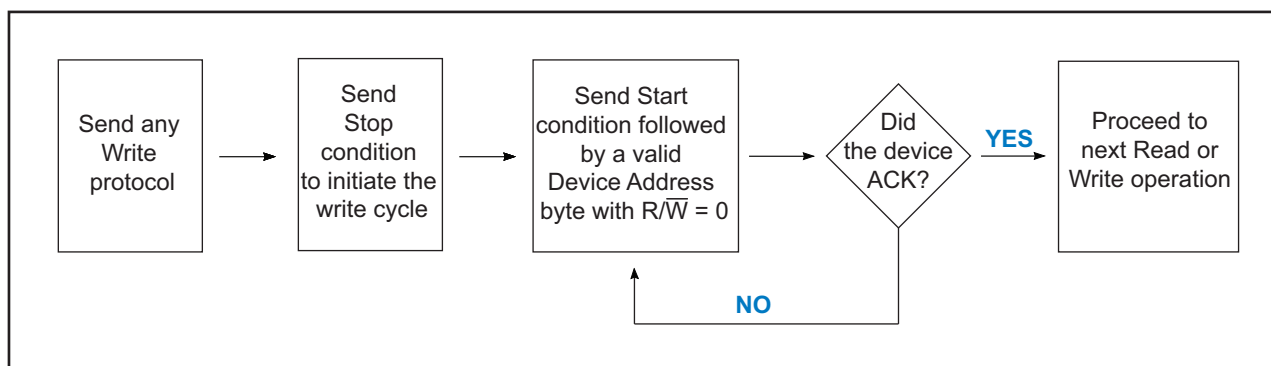 Send any
Write
protocol
Send
Stop
condition
to initiate the
write cycle
Send Start
condition followed
by a valid
Device Address
byte with R/W̅ = 0
Did
the device
ACK?
YES
NO
Proceed to
next Read or
Write operation